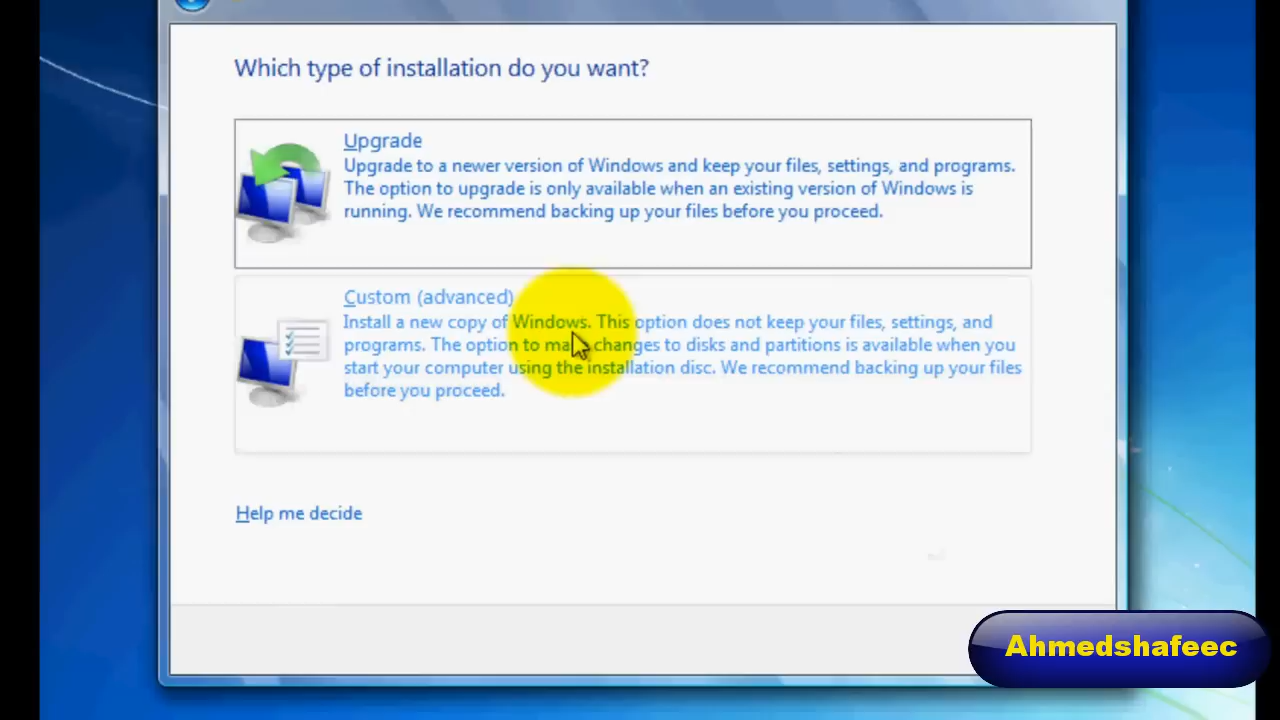 Which type of installation do you want?
Upgrade
Upgrade to a newer version of Windows and keep your files, settings, and programs.
The option to upgrade is only available when an existing version of Windows is
running. We recommend backing up your files before you proceed.
Custom (advanced)
Install a new copy of Windows. This option does not keep your files, settings, and
programs. The option to make changes to disks and partitions is available when you
start your computer using the installation disc. We recommend backing up your files
before you proceed.
Help me decide
Ahmedshafeec